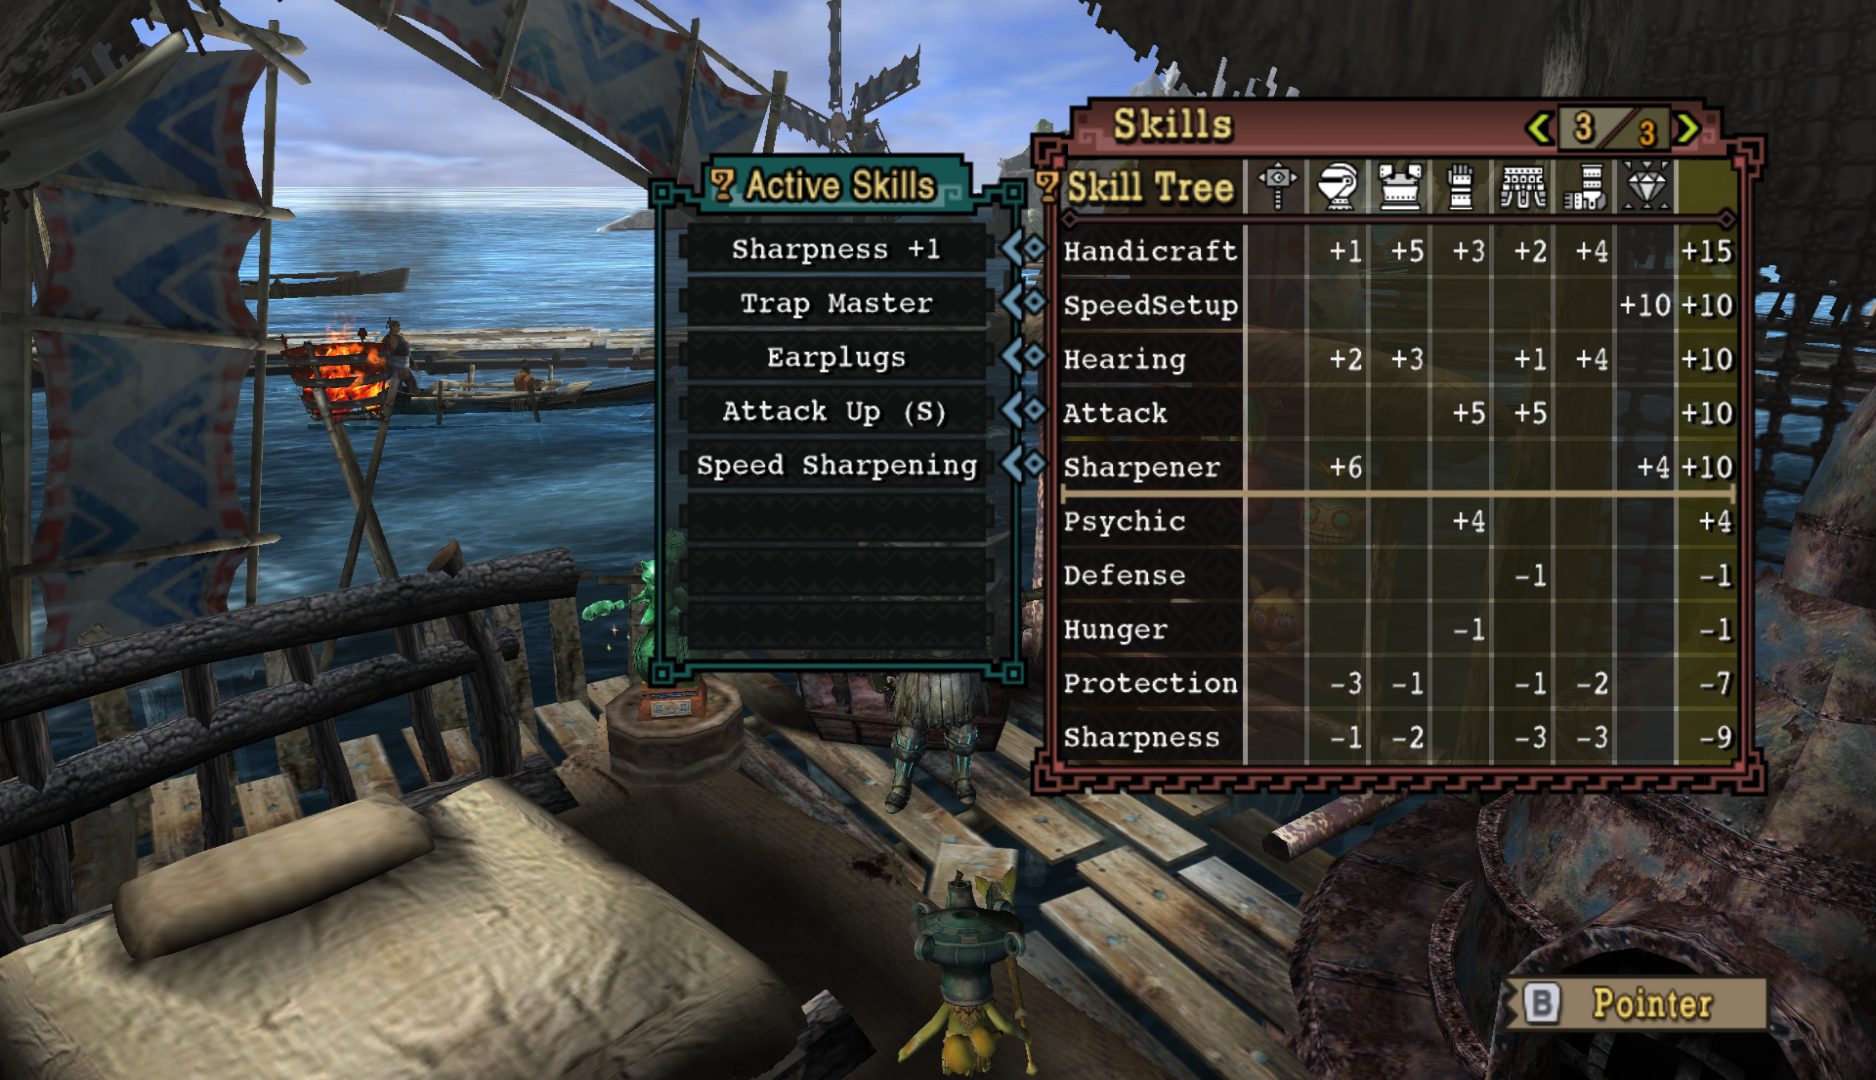 Skills
3/3
? Active Skills
Sharpness +1
Trap Master
Earplugs
Attack Up (S)
Speed Sharpening
? Skill Tree
Handicraft +1 +5 +3 +2 +4 +15
SpeedSetup +10 +10
Hearing +2 +3 +1 +4 +10
Attack +5 +5 +10
Sharpener +6 +4 +10
Psychic +4 +4
Defense -1 -1
Hunger -1 -1
Protection -3 -1 -1 -2 -7
Sharpness -1 -2 -3 -3 -9
B Pointer